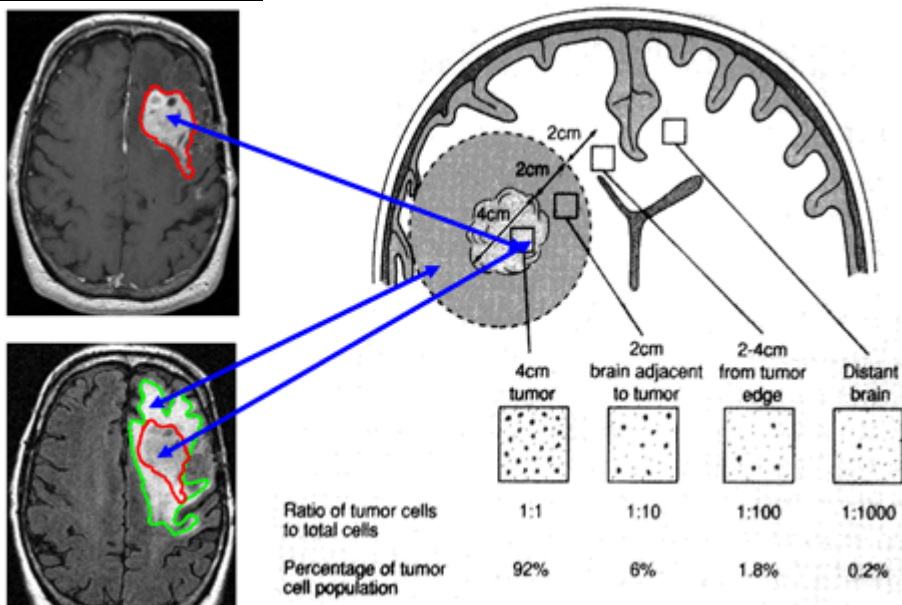 2cm
2cm
4cm
4cm
tumor
2cm
brain adjacent
to tumor
2-4cm
from tumor
edge
Distant
brain
Ratio of tumor cells
to total cells
1:1
1:10
1:100
1:1000
Percentage of tumor
cell population
92%
6%
1.8%
0.2%